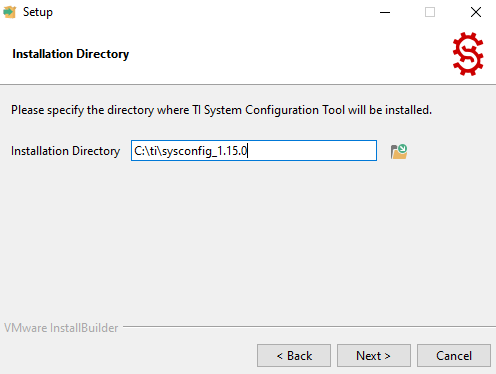 Setup
Installation Directory
Please specify the directory where TI System Configuration Tool will be installed.
Installation Directory C:\ti\sysconfig_1.15.0
VMware InstallBuilder
< Back Next > Cancel